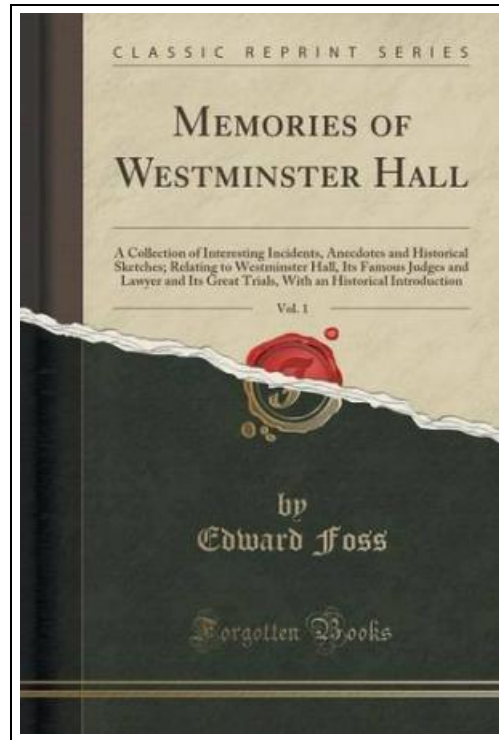 CLASSIC REPRINT SERIES
MEMORIES OF
WESTMINSTER HALL
A Collection of Interesting Incidents, Anecdotes and Historical
Sketches; Relating to Westminster Hall, Its Famous Judges and
Lawyer and Its Great Trials, With an Historical Introduction
Vol. 1
by
Edward Foss
Forgotten Books